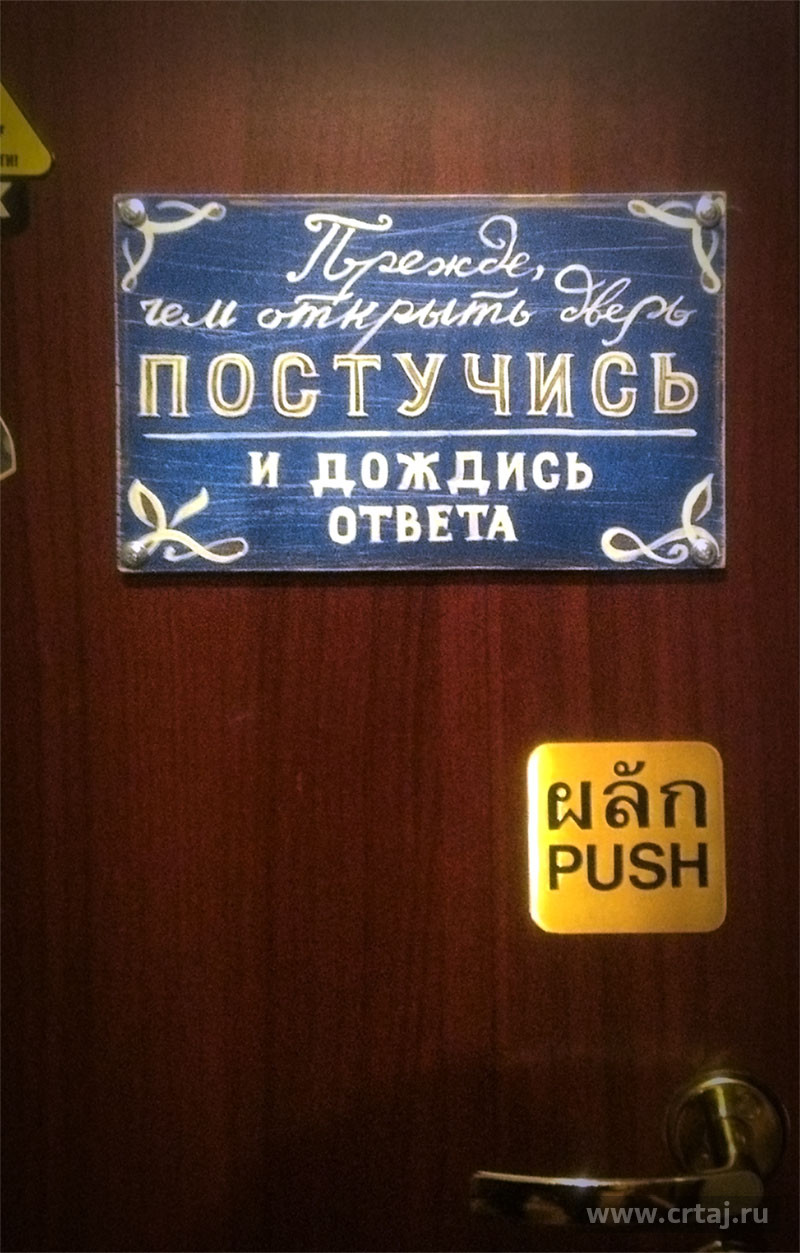 Прежде,
чем открыть дверь
ПОСТУЧИСЬ
И ДОЖДИСЬ
ОТВЕТА
ผลัก
PUSH
www.crtaj.ru